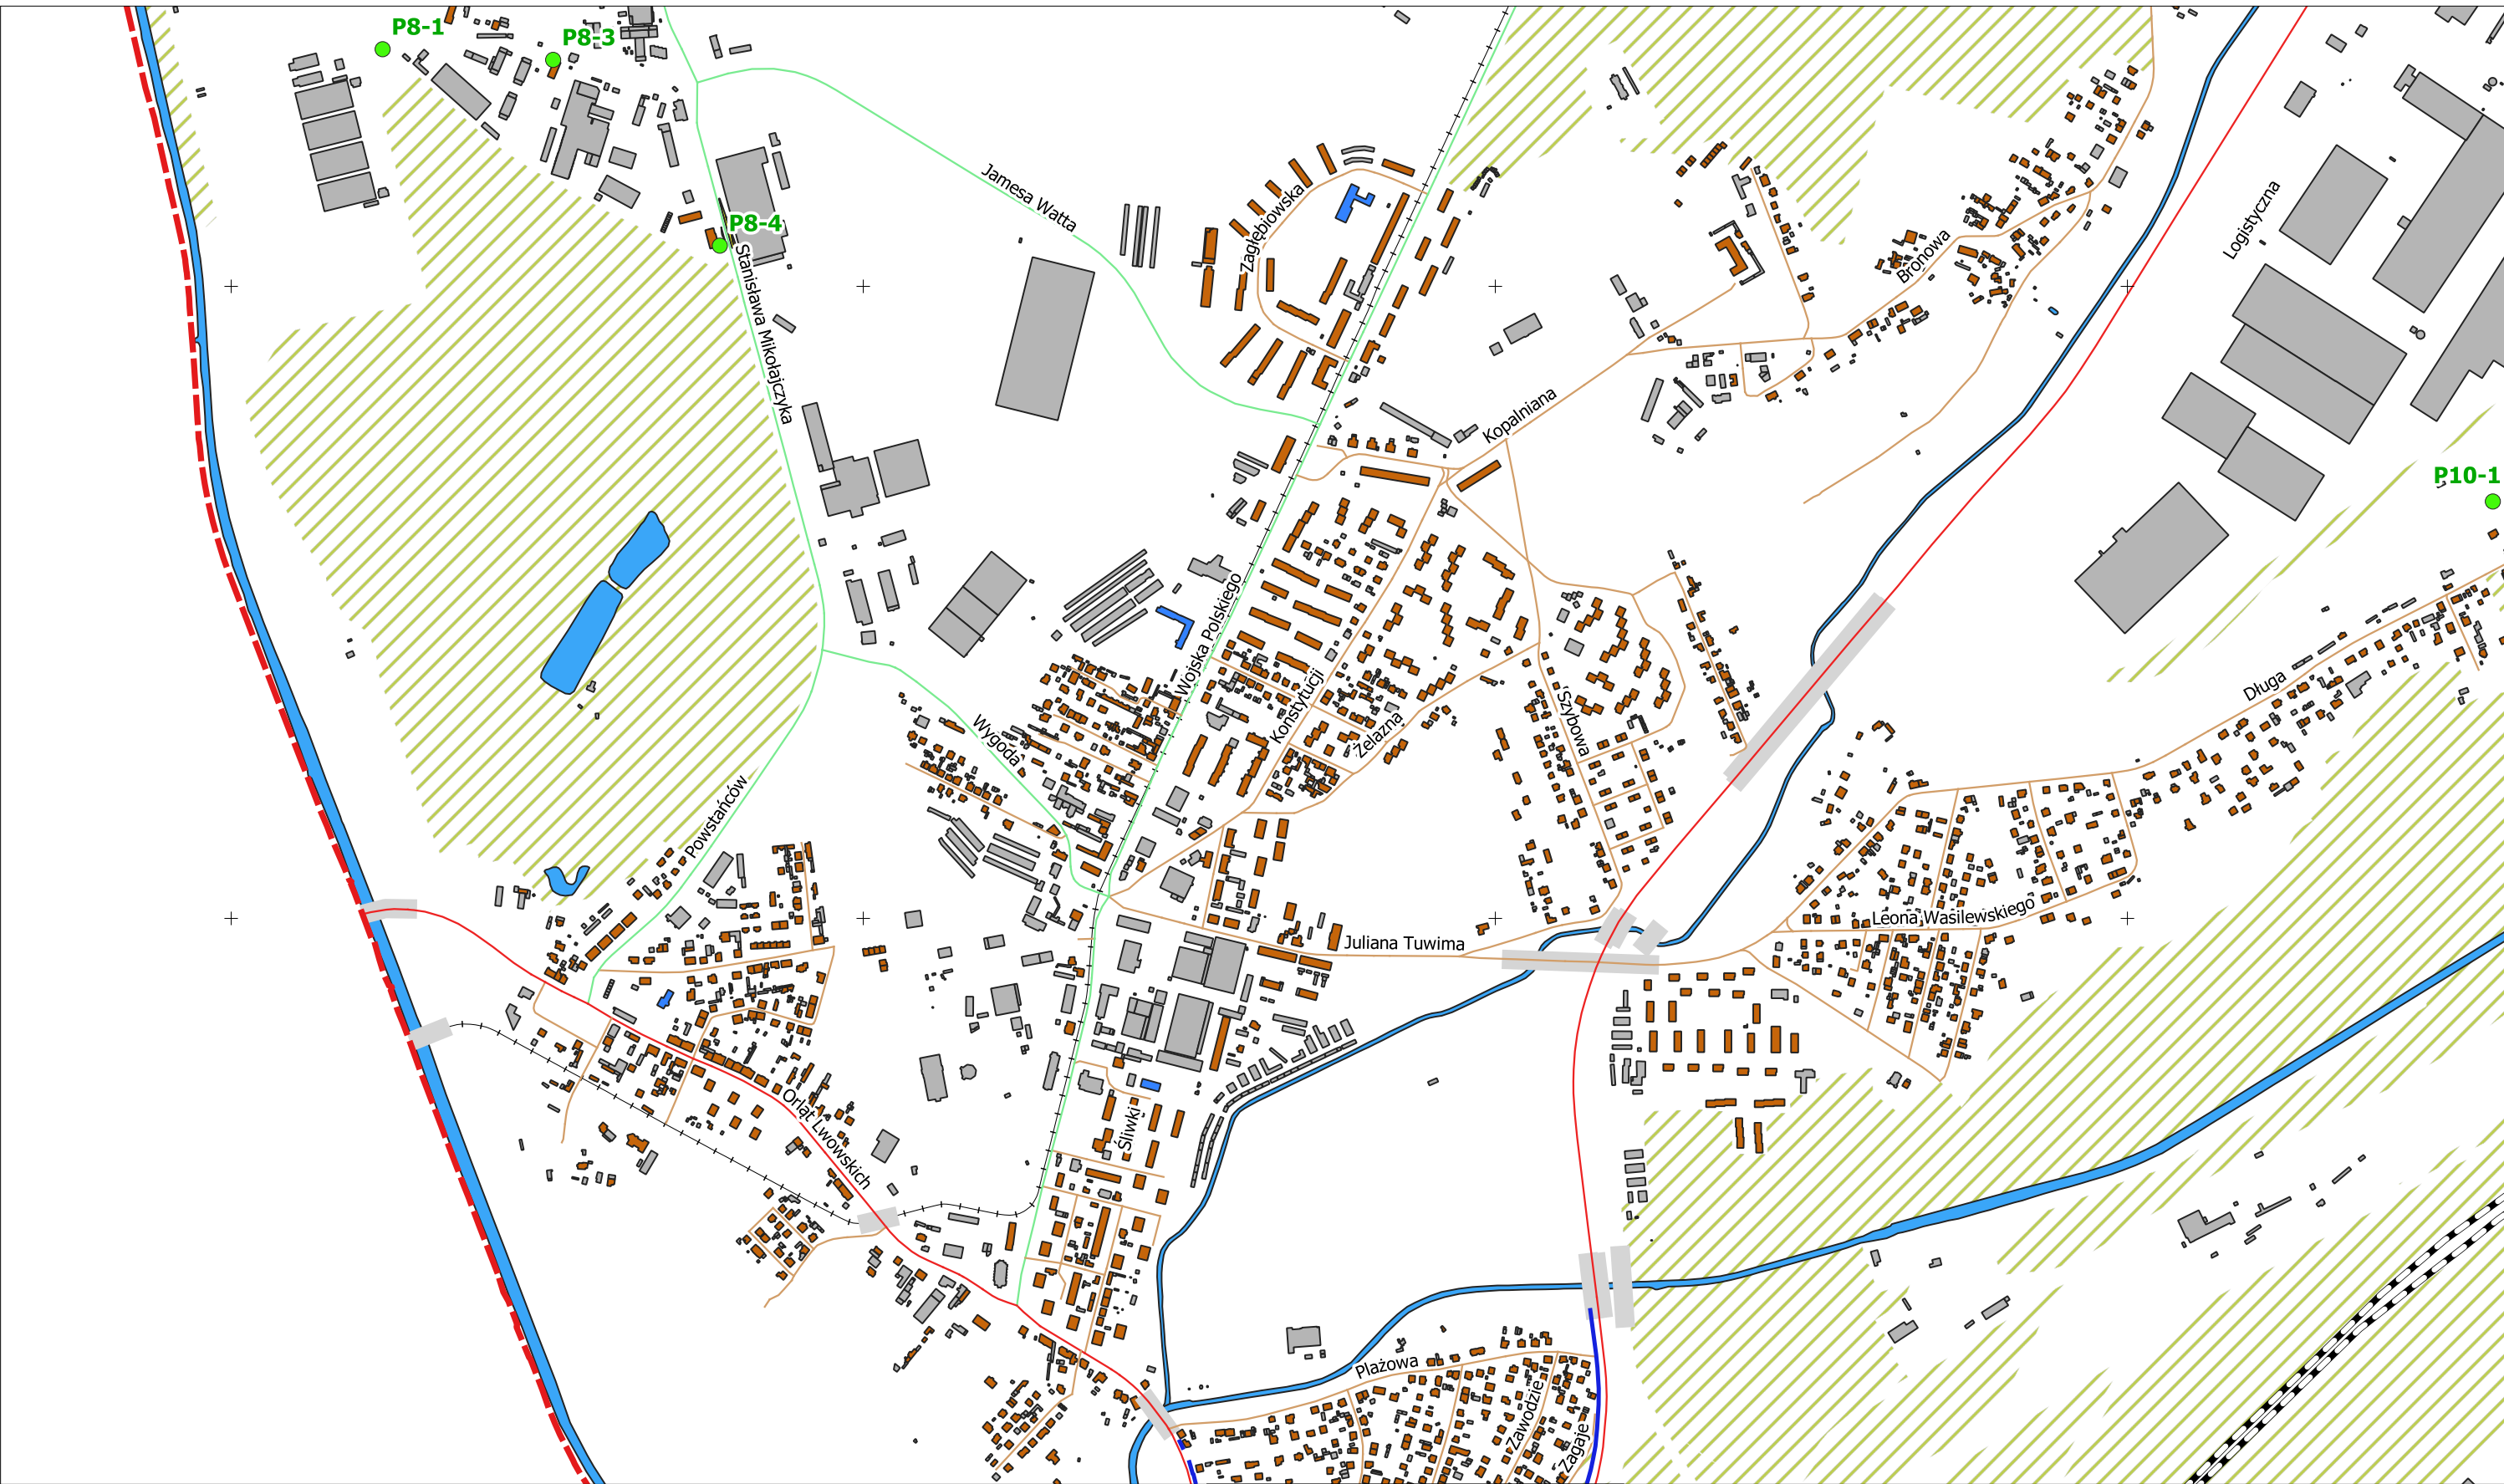 P8-1
P8-3
Jamesa Watta
Zagłębiowska
Logistyczna
P8-4
Bronowa
Stanisława Mikołajczyka
Kopalniana
P10-1
Wojska Polskiego
Długa
Konstytucji
Szybowa
Żelazna
Wygoda
Powstańców
Leona Wasilewskiego
Juliana Tuwima
Orląt Lwowskich
Śliwki
Plażowa
Zawodzie
Zagaje